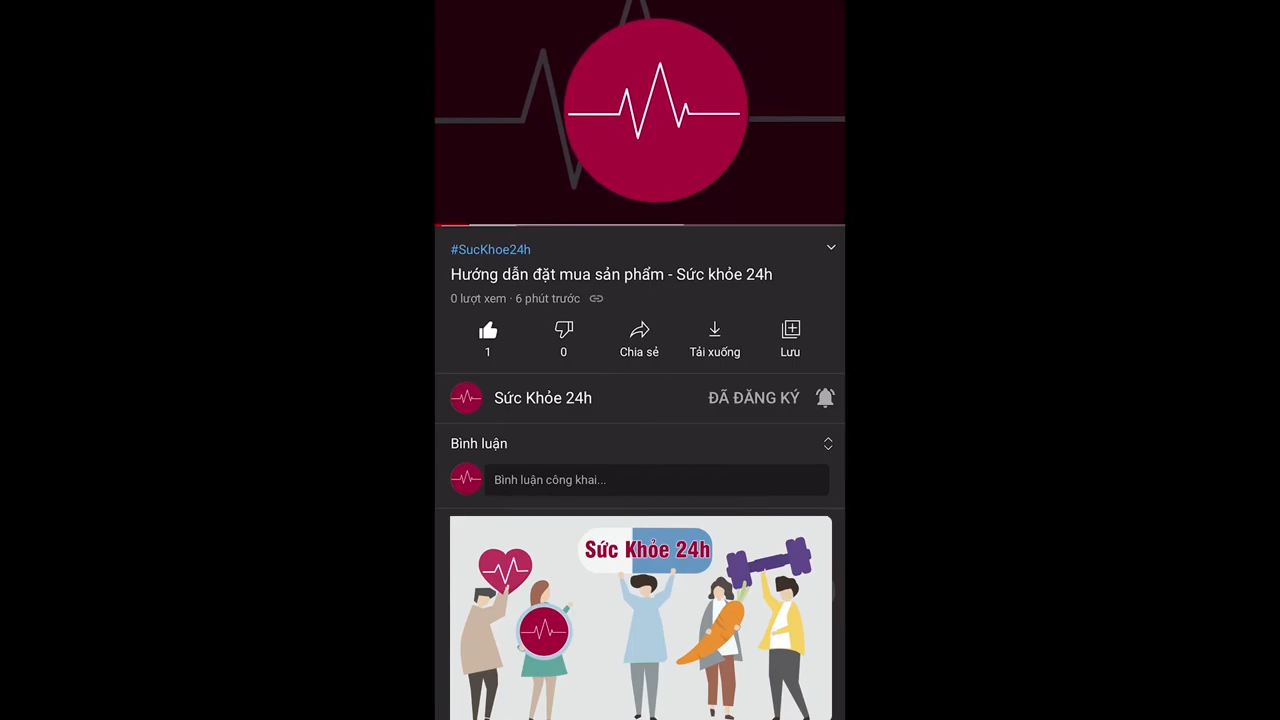 #SucKhoe24h
Hướng dẫn đặt mua sản phẩm - Sức khỏe 24h
0 lượt xem · 6 phút trước
1
0
Chia sẻ
Tải xuống
Lưu
Sức Khỏe 24h
ĐÃ ĐĂNG KÝ
Bình luận
Bình luận công khai...
Sức Khỏe 24h